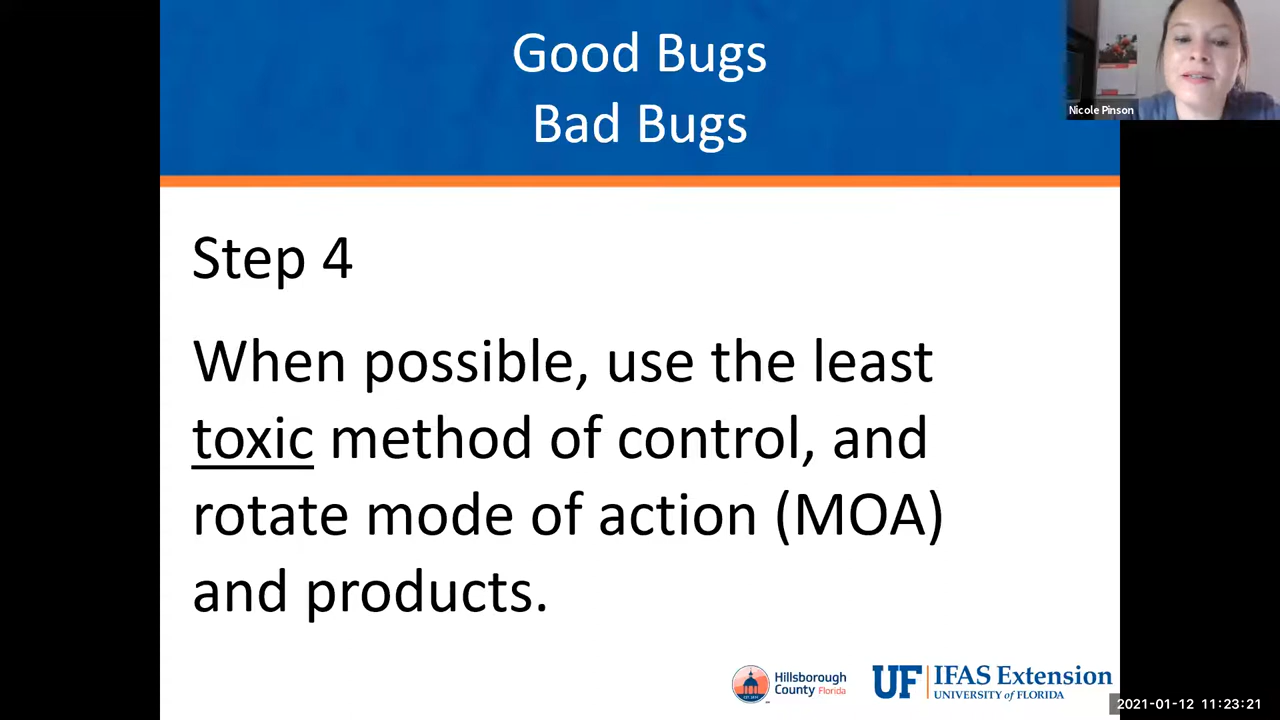 Good Bugs
Bad Bugs
Nicole Pinson
Step 4
When possible, use the least
toxic method of control, and
rotate mode of action (MOA)
and products.
Hillsborough
County Florida
UF IFAS Extension
UNIVERSITY of FLORIDA
2021-01-12 11:23:21